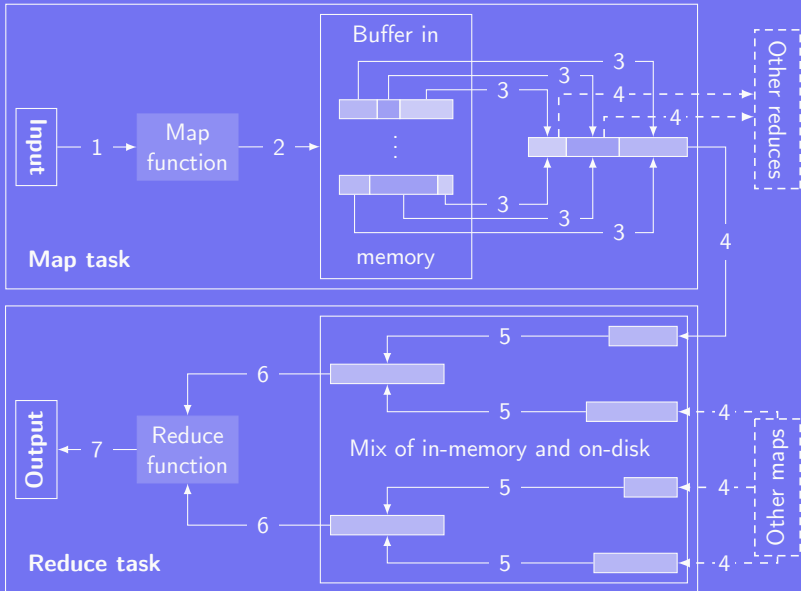 Buffer in
3
3
3
4
4
Other reduces
Input
1
Map
function
2
3
3
3
Map task
memory
4
5
6
5
4
Output
7
Reduce
function
Mix of in-memory and on-disk
Other maps
5
4
6
5
4
Reduce task